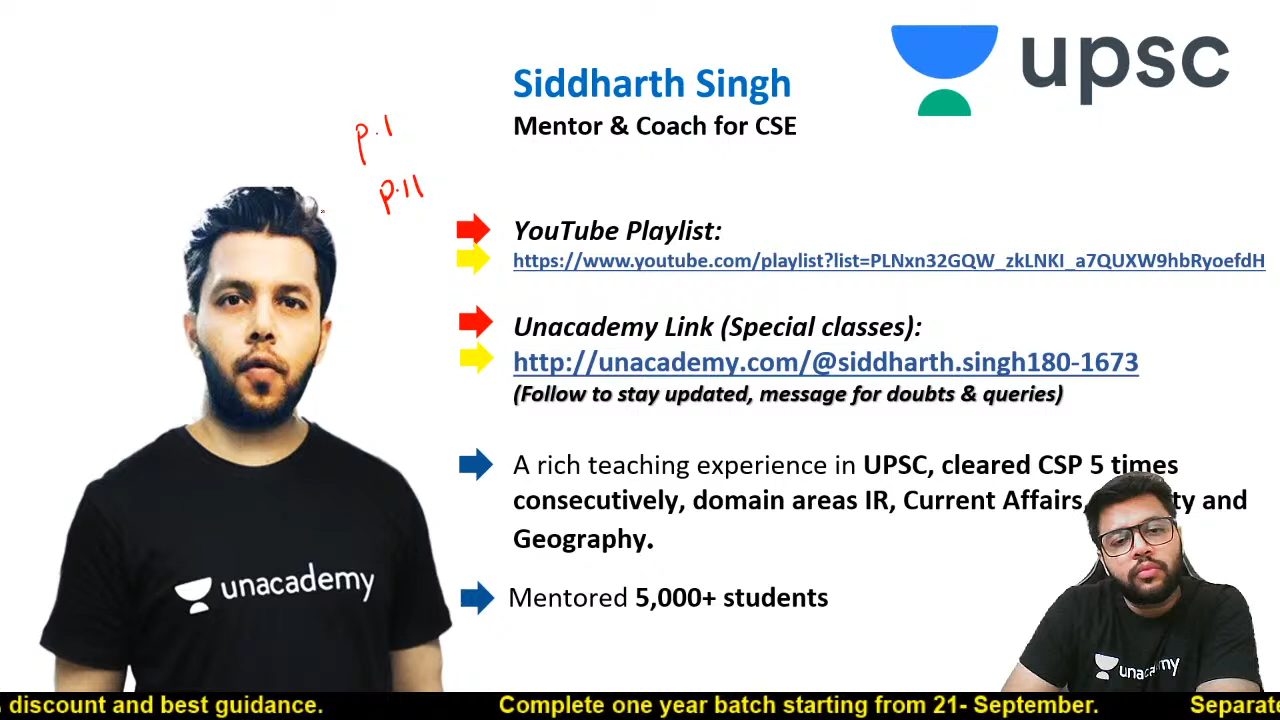 upsc
Siddharth Singh
Mentor & Coach for CSE
p.I
p.II
YouTube Playlist:
https://www.youtube.com/playlist?list=PLNxn32GQW_zkLNKI_a7QUXW9hbRyoefdH
Unacademy Link (Special classes):
http://unacademy.com/@siddharth.singh180-1673
(Follow to stay updated, message for doubts & queries)
A rich teaching experience in UPSC, cleared CSP 5 times
consecutively, domain areas IR, Current Affairs, and
Geography.
Mentored 5,000+ students
unacademy
unacademy
discount and best guidance. Complete one year batch starting from 21- September. Separate